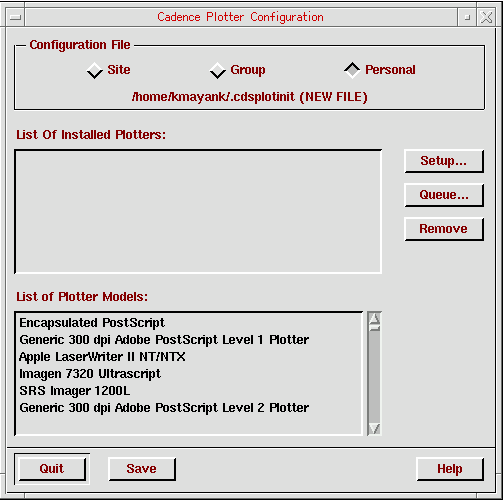 Cadence Plotter Configuration
Configuration File
Site Group Personal
/home/kmayank/.cdsplotinit (NEW FILE)
List Of Installed Plotters:
Setup...
Queue...
Remove
List of Plotter Models:
Encapsulated PostScript
Generic 300 dpi Adobe PostScript Level 1 Plotter
Apple LaserWriter II NT/NTX
Imagen 7320 Ultrascript
SRS Imager 1200L
Generic 300 dpi Adobe PostScript Level 2 Plotter
Quit Save Help